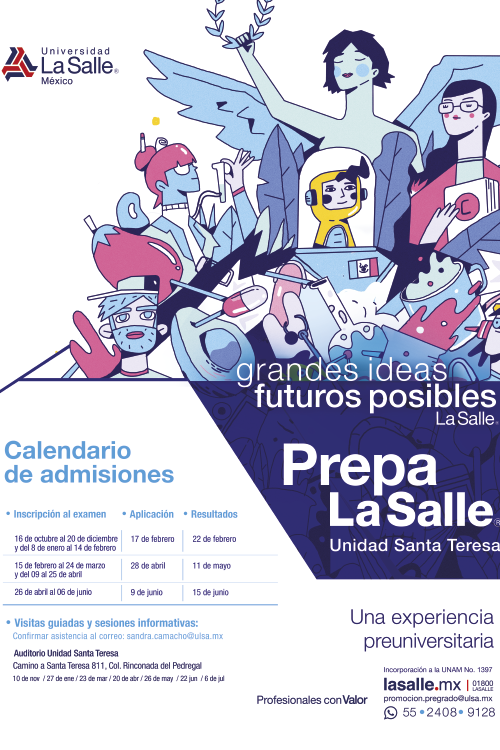 Universidad
La Salle®
México
grandes ideas
futuros posibles
La Salle®
Prepa
La Salle®
Unidad Santa Teresa
Calendario
de admisiones
• Inscripción al examen • Aplicación • Resultados
16 de octubre al 20 de diciembre
y del 8 de enero al 14 de febrero 17 de febrero 22 de febrero
15 de febrero al 24 de marzo
y del 09 al 25 de abril 28 de abril 11 de mayo
26 de abril al 06 de junio 9 de junio 15 de junio
• Visitas guiadas y sesiones informativas:
Confirmar asistencia al correo: sandra.camacho@ulsa.mx
Auditorio Unidad Santa Teresa
Camino a Santa Teresa 811, Col. Rinconada del Pedregal
10 de nov / 27 de ene / 23 de mar / 20 de abr / 26 de may / 22 jun / 6 de jul
Una experiencia
preuniversitaria
Incorporación a la UNAM No. 1397
lasalle.mx | 01800
LASALLE
promocion.pregrado@ulsa.mx
Profesionales con Valor
55•2408•9128